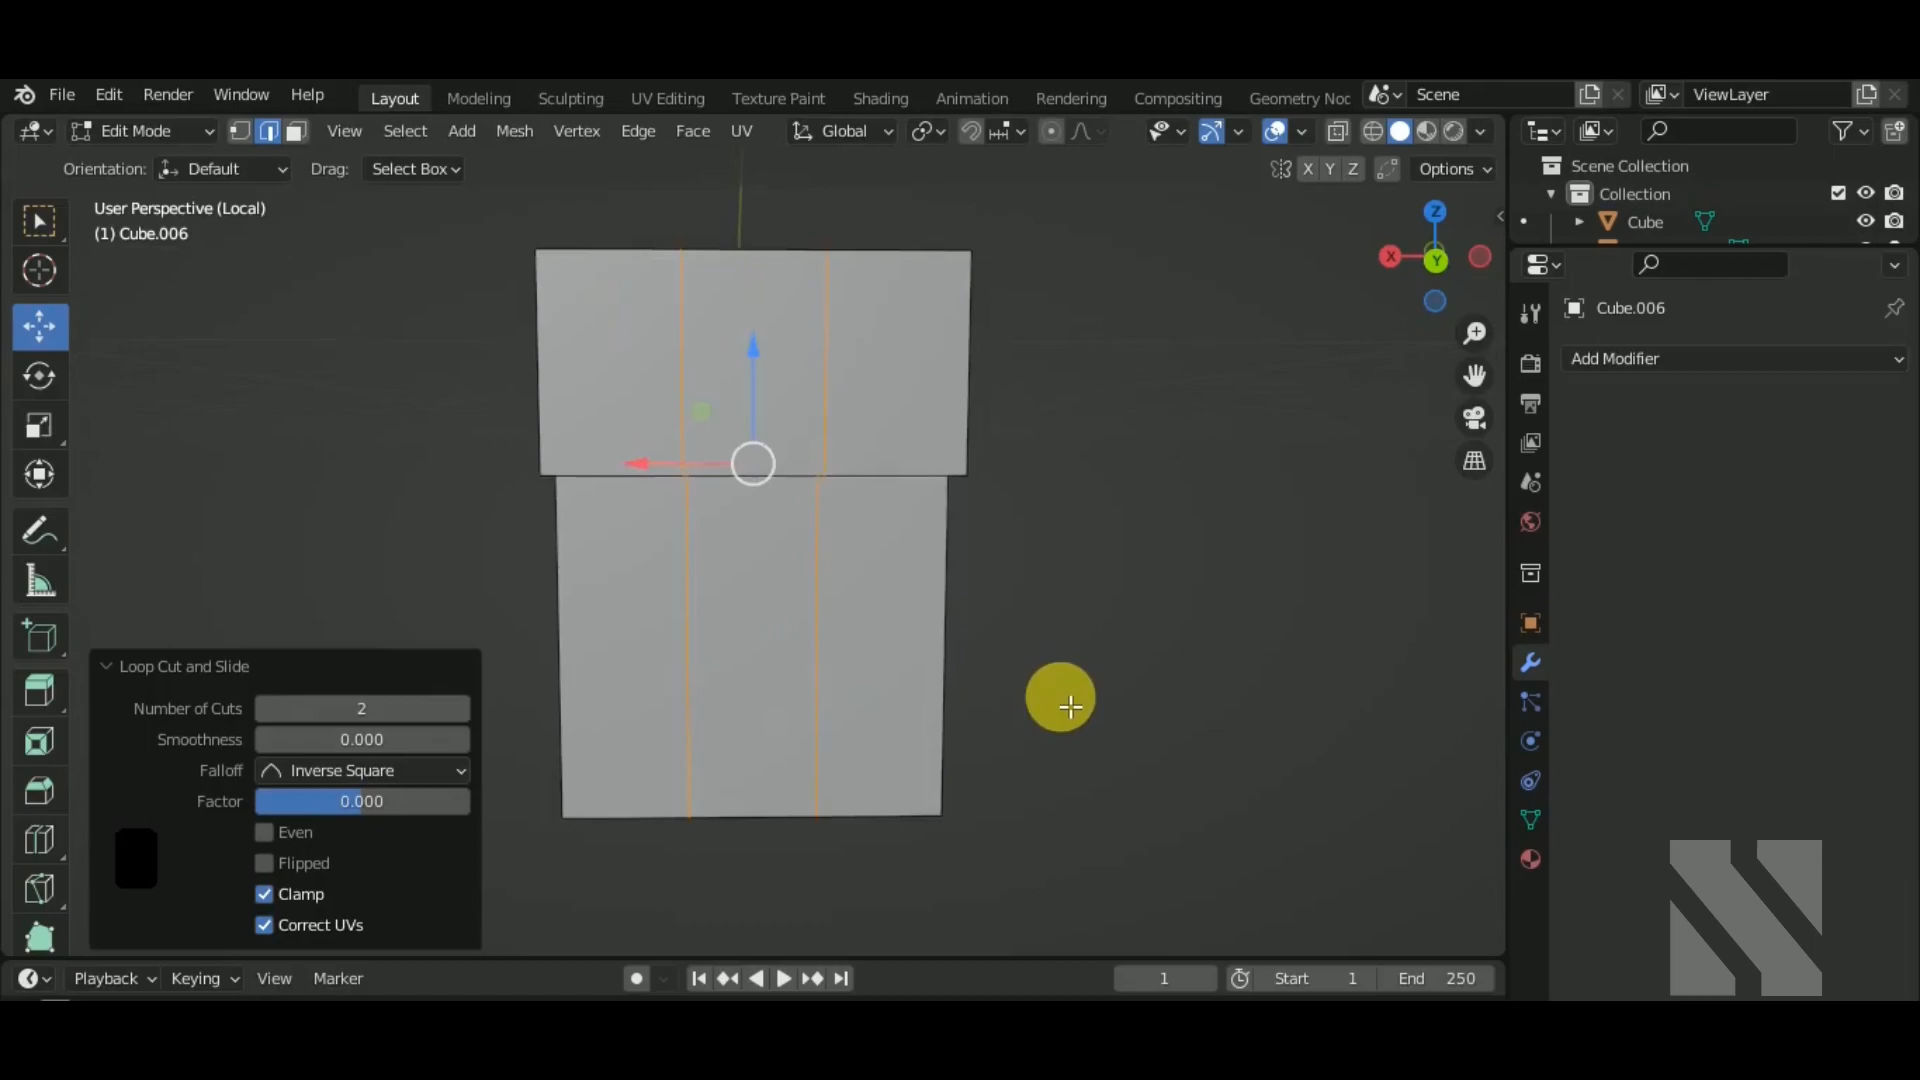 File Edit Render Window Help Layout Modeling Sculpting UV Editing Texture Paint Shading Animation Rendering Compositing Geometry Noc Scene ViewLayer
Edit Mode View Select Add Mesh Vertex Edge Face UV Global
Orientation: Default Drag: Select Box X Y Z Options
Scene Collection
Collection
Cube
User Perspective (Local)
(1) Cube.006
Z
X
Y
Cube.006
Add Modifier
Loop Cut and Slide
Number of Cuts 2
Smoothness 0.000
Falloff Inverse Square
Factor 0.000
Even
Flipped
Clamp
Correct UVs
Playback Keying View Marker 1 Start 1 End 250